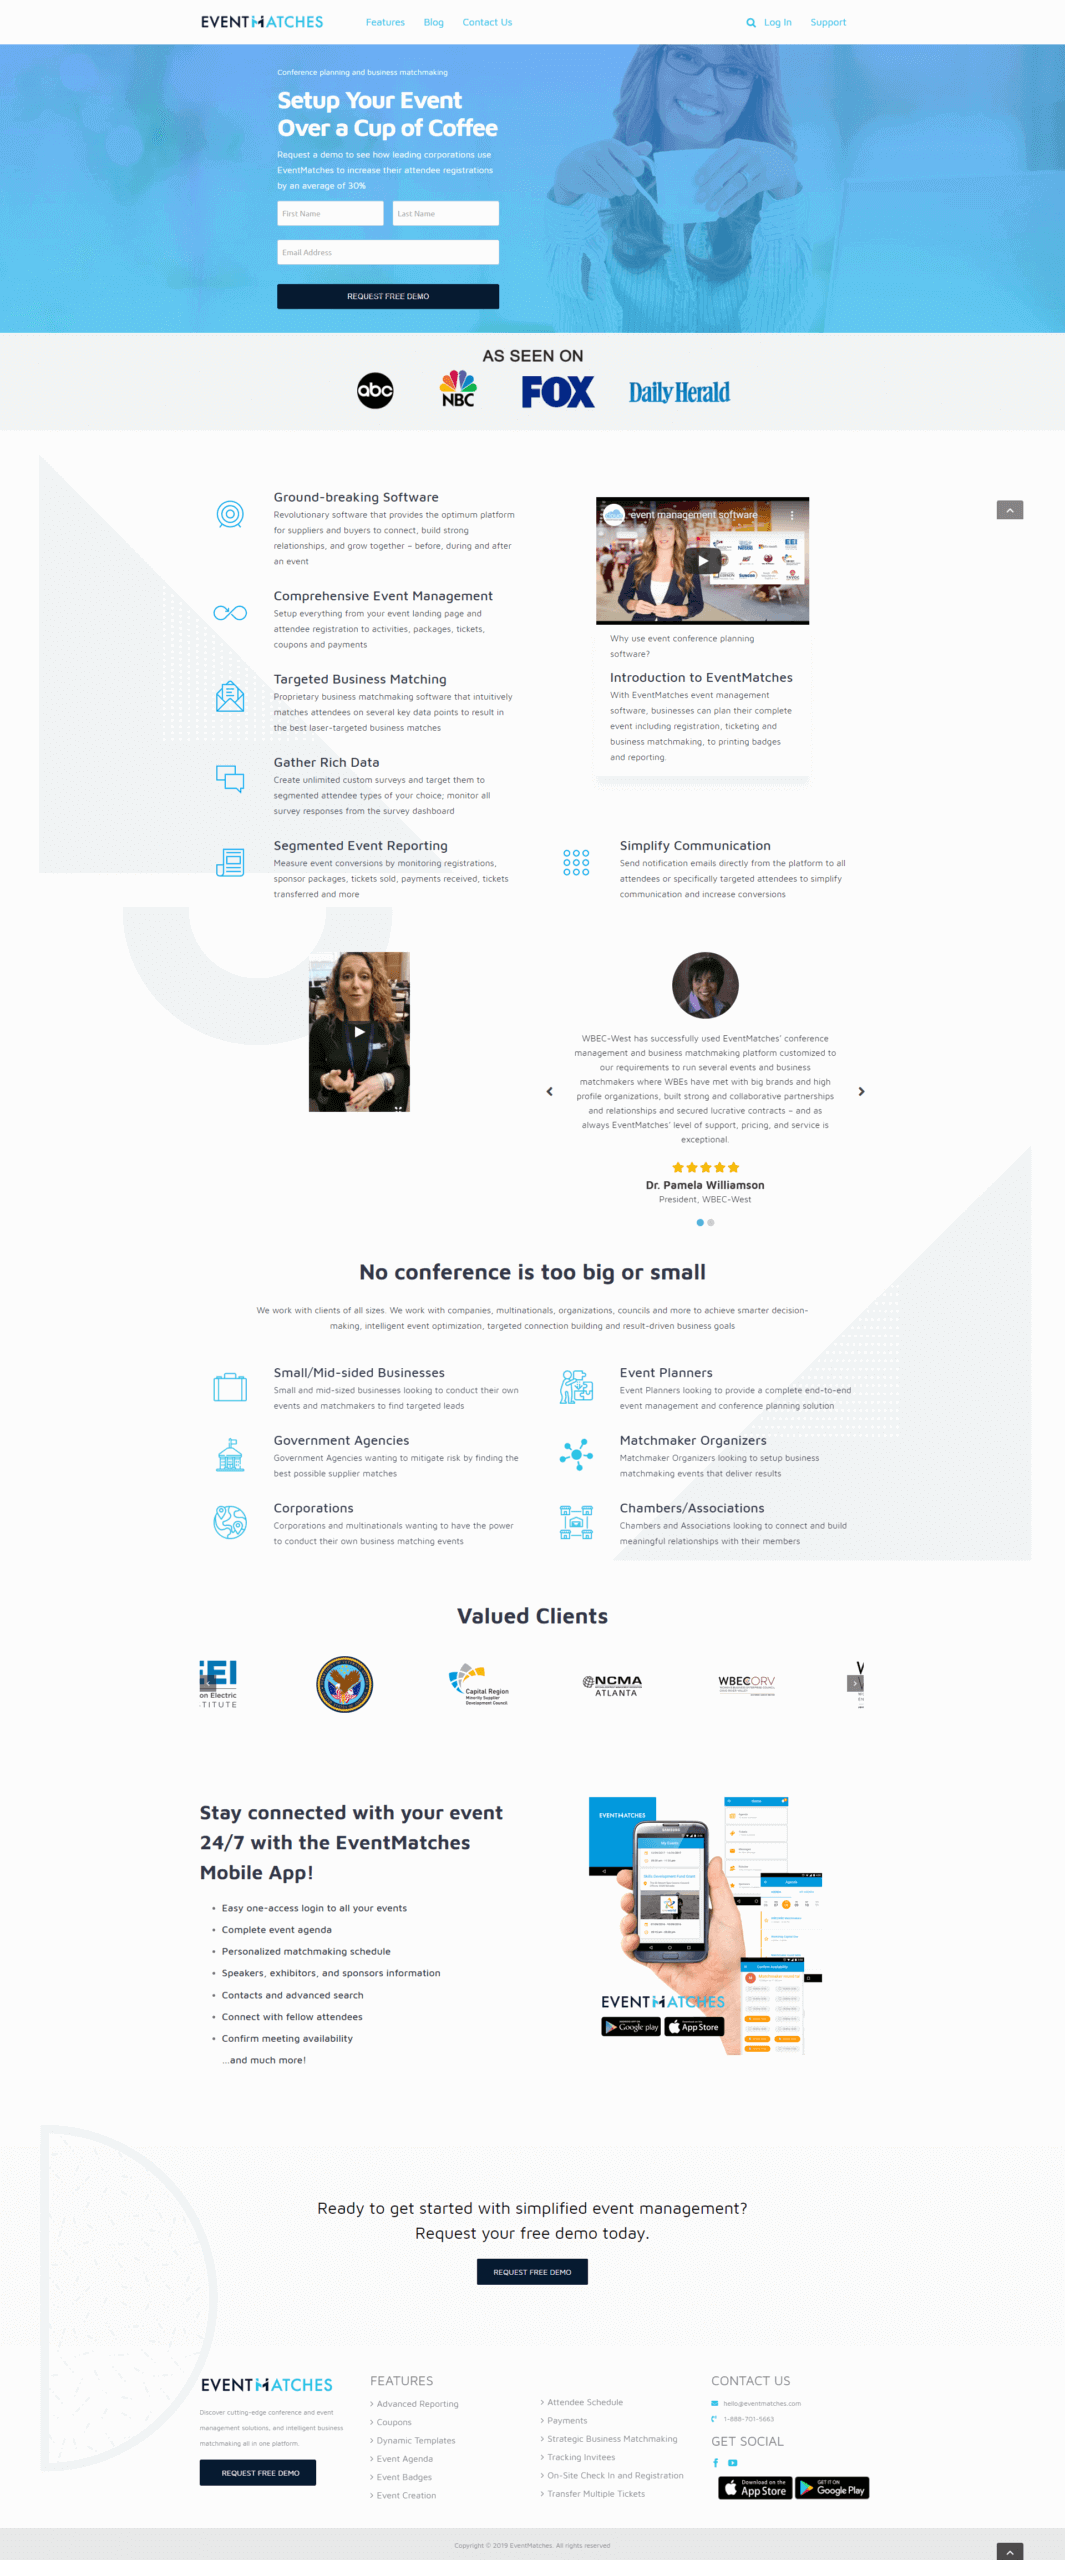 EVENTMATCHES
Features Blog Contact Us
Log In Support
Conference planning and business matchmaking
Setup Your Event
Over a Cup of Coffee
Request a demo to see how leading corporations use
EventMatches to increase their attendee registrations
by an average of 30%
First Name
Last Name
Email Address
REQUEST FREE DEMO
AS SEEN ON
abc
NBC
FOX
Daily Herald
Ground-breaking Software
Revolutionary software that provides the optimum platform
for suppliers and buyers to connect, build strong
relationships, and grow together – before, during and after
an event
Comprehensive Event Management
Setup everything from your event landing page and
attendee registration to activities, packages, tickets,
coupons and payments
Targeted Business Matching
Proprietary business matchmaking software that intuitively
matches attendees on several key data points to result in
the best laser-targeted business matches
Gather Rich Data
Create unlimited custom surveys and target them to
segmented attendee types of your choice; monitor all
survey responses from the survey dashboard
event management software
EEI
Why use event conference planning
software?
Introduction to EventMatches
With EventMatches event management
software, businesses can plan their complete
event including registration, ticketing and
business matchmaking, to printing badges
and reporting.
Segmented Event Reporting
Measure event conversions by monitoring registrations,
sponsor packages, tickets sold, payments received, tickets
transferred and more
Simplify Communication
Send notification emails directly from the platform to all
attendees or specifically targeted attendees to simplify
communication and increase conversions
WBEC-West has successfully used EventMatches' conference
management and business matchmaking platform customized to
our requirements to run several events and business
matchmakers where WBEs have met with big brands and high
profile organizations, built strong and collaborative partnerships
and relationships and secured lucrative contracts – and as
always EventMatches' level of support, pricing, and service is
exceptional.
Dr. Pamela Williamson
President, WBEC-West
No conference is too big or small
We work with clients of all sizes. We work with companies, multinationals, organizations, councils and more to achieve smarter decision-
making, intelligent event optimization, targeted connection building and result-driven business goals
Small/Mid-sided Businesses
Small and mid-sized businesses looking to conduct their own
events and matchmakers to find targeted leads
Event Planners
Event Planners looking to provide a complete end-to-end
event management and conference planning solution
Government Agencies
Government Agencies wanting to mitigate risk by finding the
best possible supplier matches
Matchmaker Organizers
Matchmaker Organizers looking to setup business
matchmaking events that deliver results
Corporations
Corporations and multinationals wanting to have the power
to conduct their own business matching events
Chambers/Associations
Chambers and Associations looking to connect and build
meaningful relationships with their members
Valued Clients
EEI
on Electric
TITUTE
Capital Region
Minority Supplier
Development Council
NCMA
ATLANTA
WBECORV
Stay connected with your event
24/7 with the EventMatches
Mobile App!
• Easy one-access login to all your events
• Complete event agenda
• Personalized matchmaking schedule
• Speakers, exhibitors, and sponsors information
• Contacts and advanced search
• Connect with fellow attendees
• Confirm meeting availability
...and much more!
EVENTMATCHES
SAMSUNG
My Events
Agenda
Confirm Availability
EVENTMATCHES
Google play
App Store
Ready to get started with simplified event management?
Request your free demo today.
REQUEST FREE DEMO
EVENTMATCHES
Discover cutting-edge conference and event
management solutions, and intelligent business
matchmaking all in one platform.
REQUEST FREE DEMO
FEATURES
Advanced Reporting
Coupons
Dynamic Templates
Event Agenda
Event Badges
Event Creation
Attendee Schedule
Payments
Strategic Business Matchmaking
Tracking Invitees
On-Site Check In and Registration
Transfer Multiple Tickets
CONTACT US
hello@eventmatches.com
1-888-701-5663
GET SOCIAL
Download on the
App Store
GET IT ON
Google Play
Copyright © 2019 EventMatches. All rights reserved